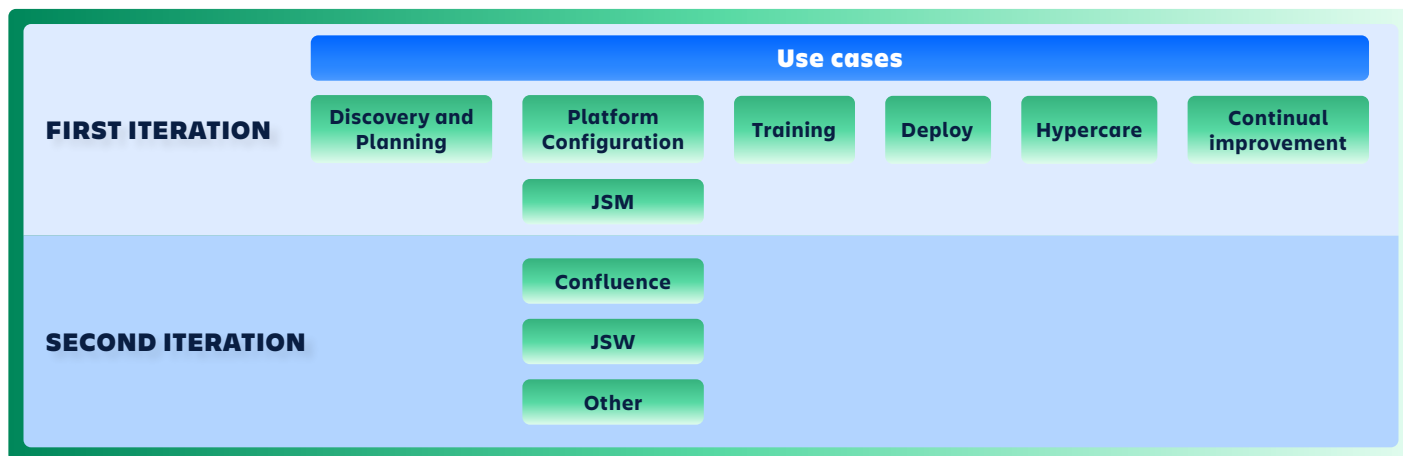 Use cases
FIRST ITERATION
Discovery and
Planning
Platform
Configuration
Training
Deploy
Hypercare
Continual
improvement
JSM
SECOND ITERATION
Confluence
JSW
Other